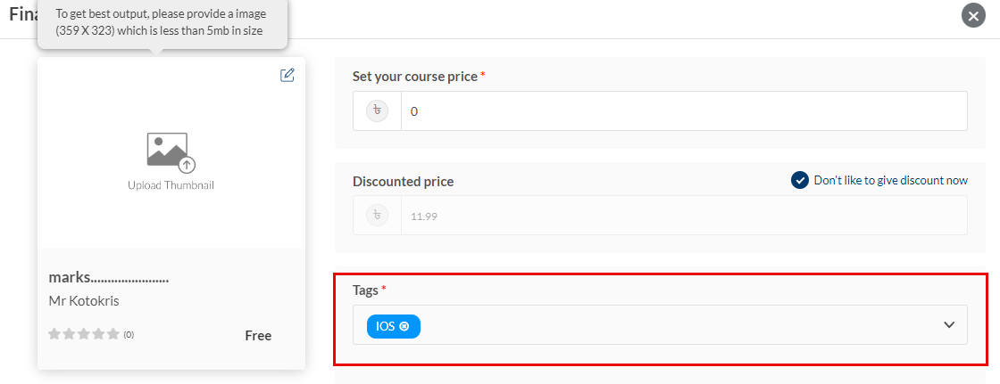 To get best output, please provide a image
(359 X 323) which is less than 5mb in size
Upload Thumbnail
marks.......................
Mr Kotokris
(0)
Free
Set your course price *
৳
0
Discounted price
Don't like to give discount now
৳
11.99
Tags *
IOS